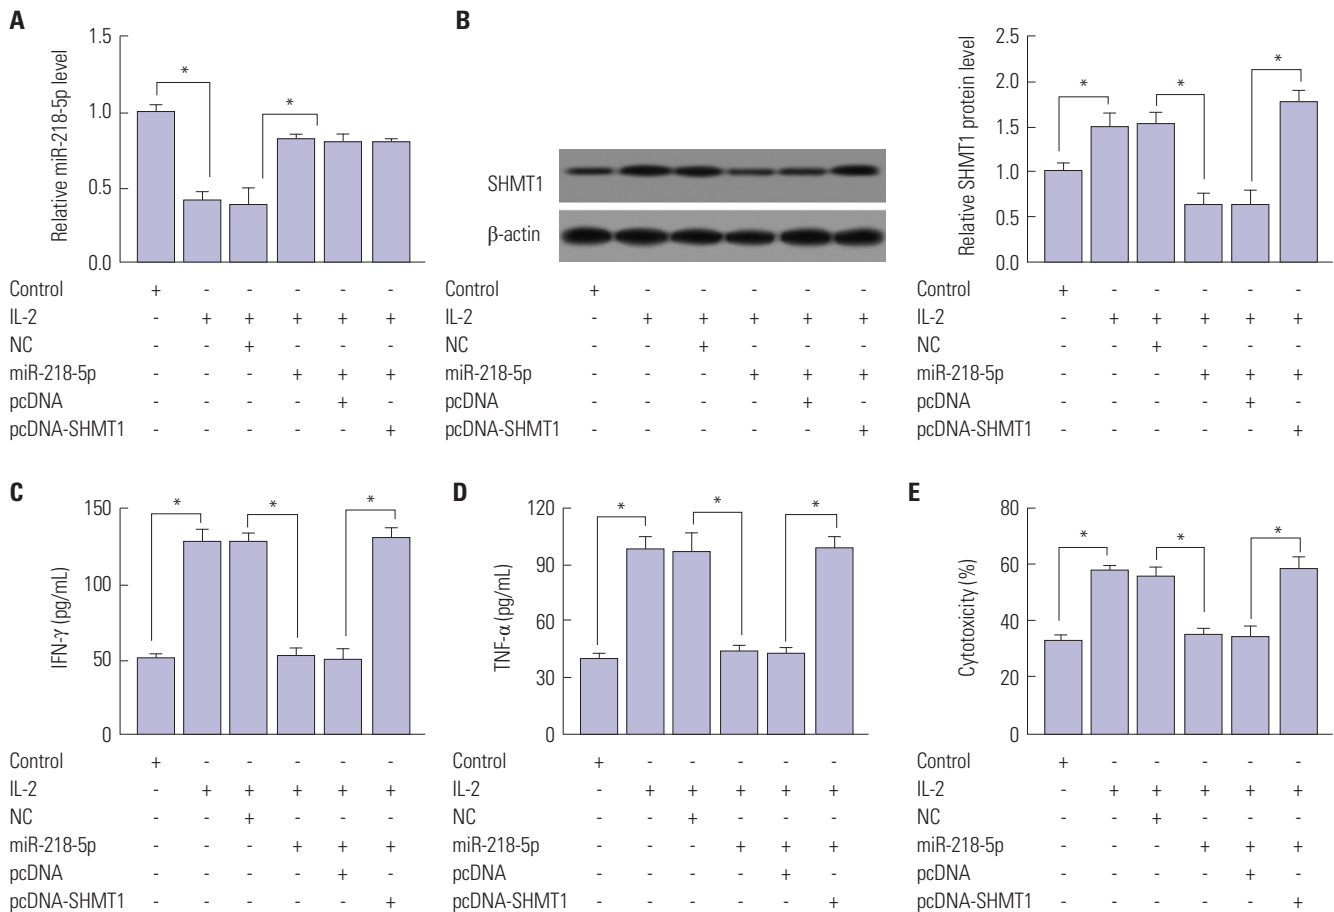 A
1.5
1.0
0.5
0.0
Relative miR-218-5p level
*
*
Control + - - - - -
IL-2 - + + + + +
NC - - + - - -
miR-218-5p - - - + + +
pcDNA - - - - + -
pcDNA-SHMT1 - - - - - +
B
SHMT1
β-actin
Control + - - - - -
IL-2 - + + + + +
NC - - + - - -
miR-218-5p - - - + + +
pcDNA - - - - + -
pcDNA-SHMT1 - - - - - +
2.5
2.0
1.5
1.0
0.5
0.0
Relative SHMT1 protein level
*
*
*
Control + - - - - -
IL-2 - + + + + +
NC - - + - - -
miR-218-5p - - - + + +
pcDNA - - - - + -
pcDNA-SHMT1 - - - - - +
C
150
100
50
0
IFN-γ (pg/mL)
*
*
*
Control + - - - - -
IL-2 - + + + + +
NC - - + - - -
miR-218-5p - - - + + +
pcDNA - - - - + -
pcDNA-SHMT1 - - - - - +
D
120
90
60
30
0
TNF-α (pg/mL)
*
*
*
Control + - - - - -
IL-2 - + + + + +
NC - - + - - -
miR-218-5p - - - + + +
pcDNA - - - - + -
pcDNA-SHMT1 - - - - - +
E
80
60
40
20
0
Cytotoxicity (%)
*
*
*
Control + - - - - -
IL-2 - + + + + +
NC - - + - - -
miR-218-5p - - - + + +
pcDNA - - - - + -
pcDNA-SHMT1 - - - - - +